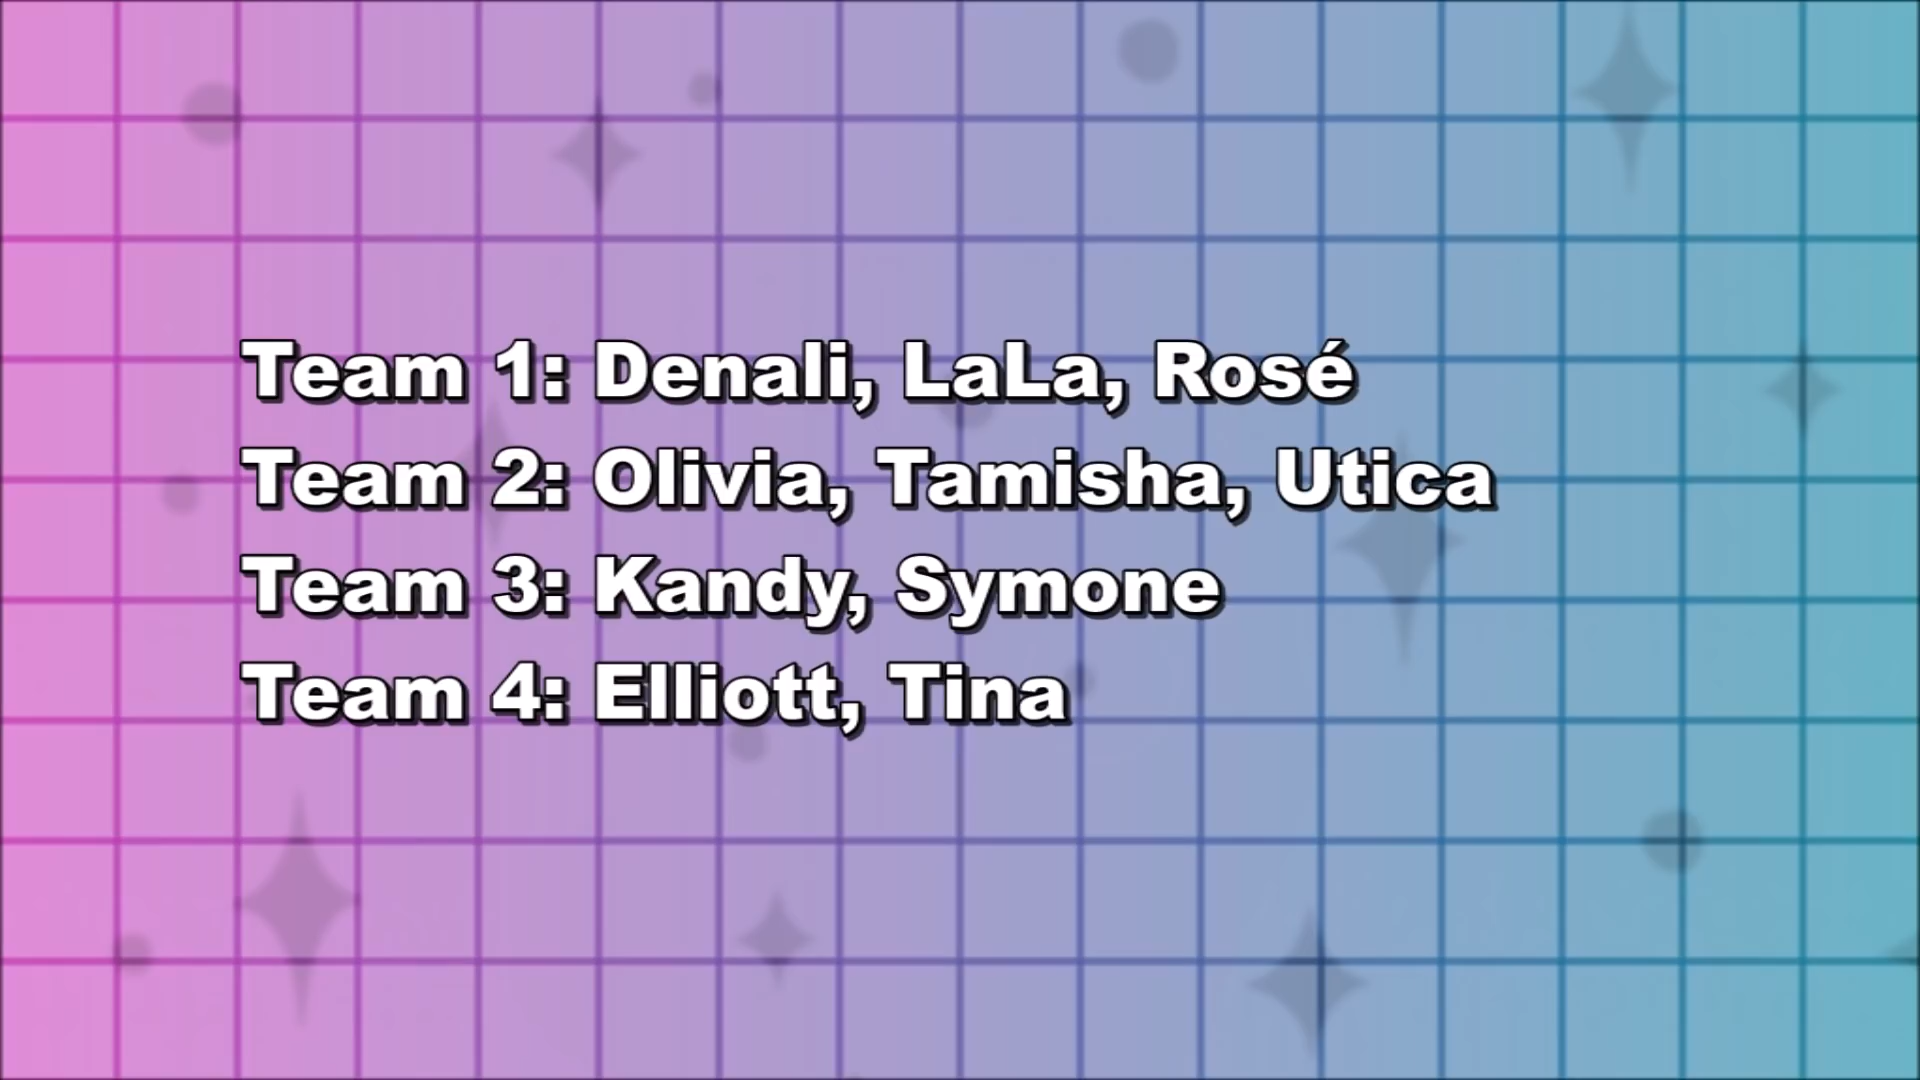 Team 1: Denali, LaLa, Rosé
Team 2: Olivia, Tamisha, Utica
Team 3: Kandy, Symone
Team 4: Elliott, Tina